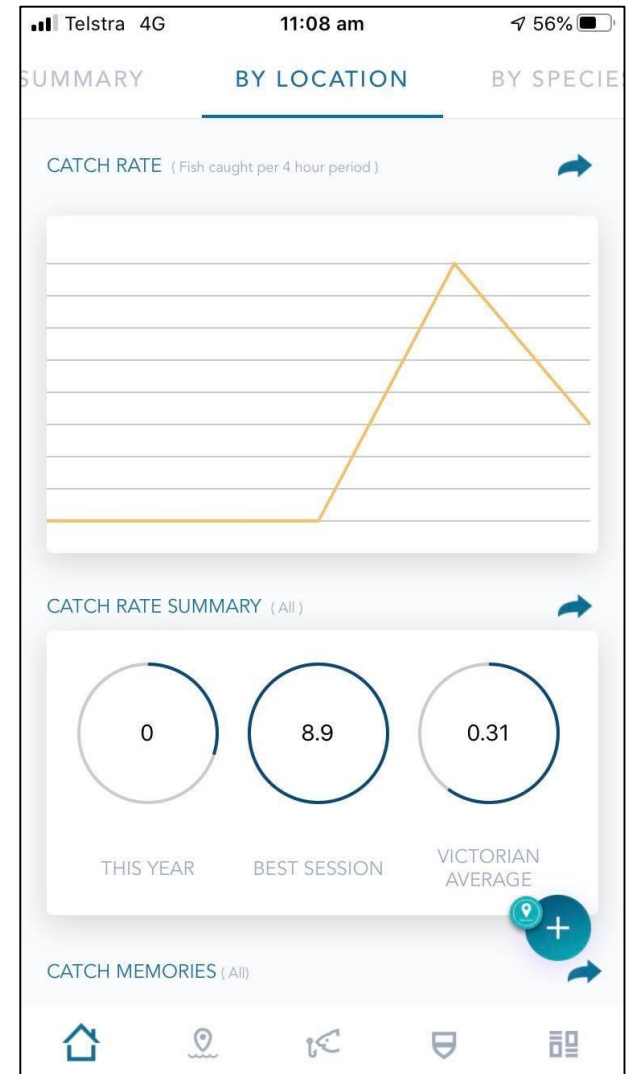 Telstra 4G 11:08 am 56%
SUMMARY BY LOCATION BY SPECIE
CATCH RATE ( Fish caught per 4 hour period )
CATCH RATE SUMMARY ( All )
0 8.9 0.31
THIS YEAR BEST SESSION VICTORIAN
AVERAGE
+
CATCH MEMORIES ( All)